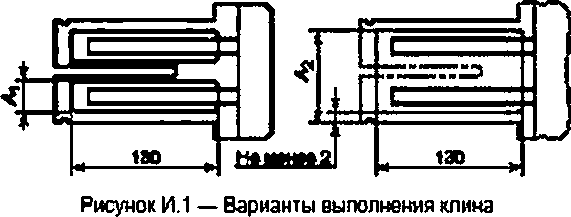 A₁
A₂
130
Не менее 2
130
Рисунок И.1 — Варианты выполнения клина